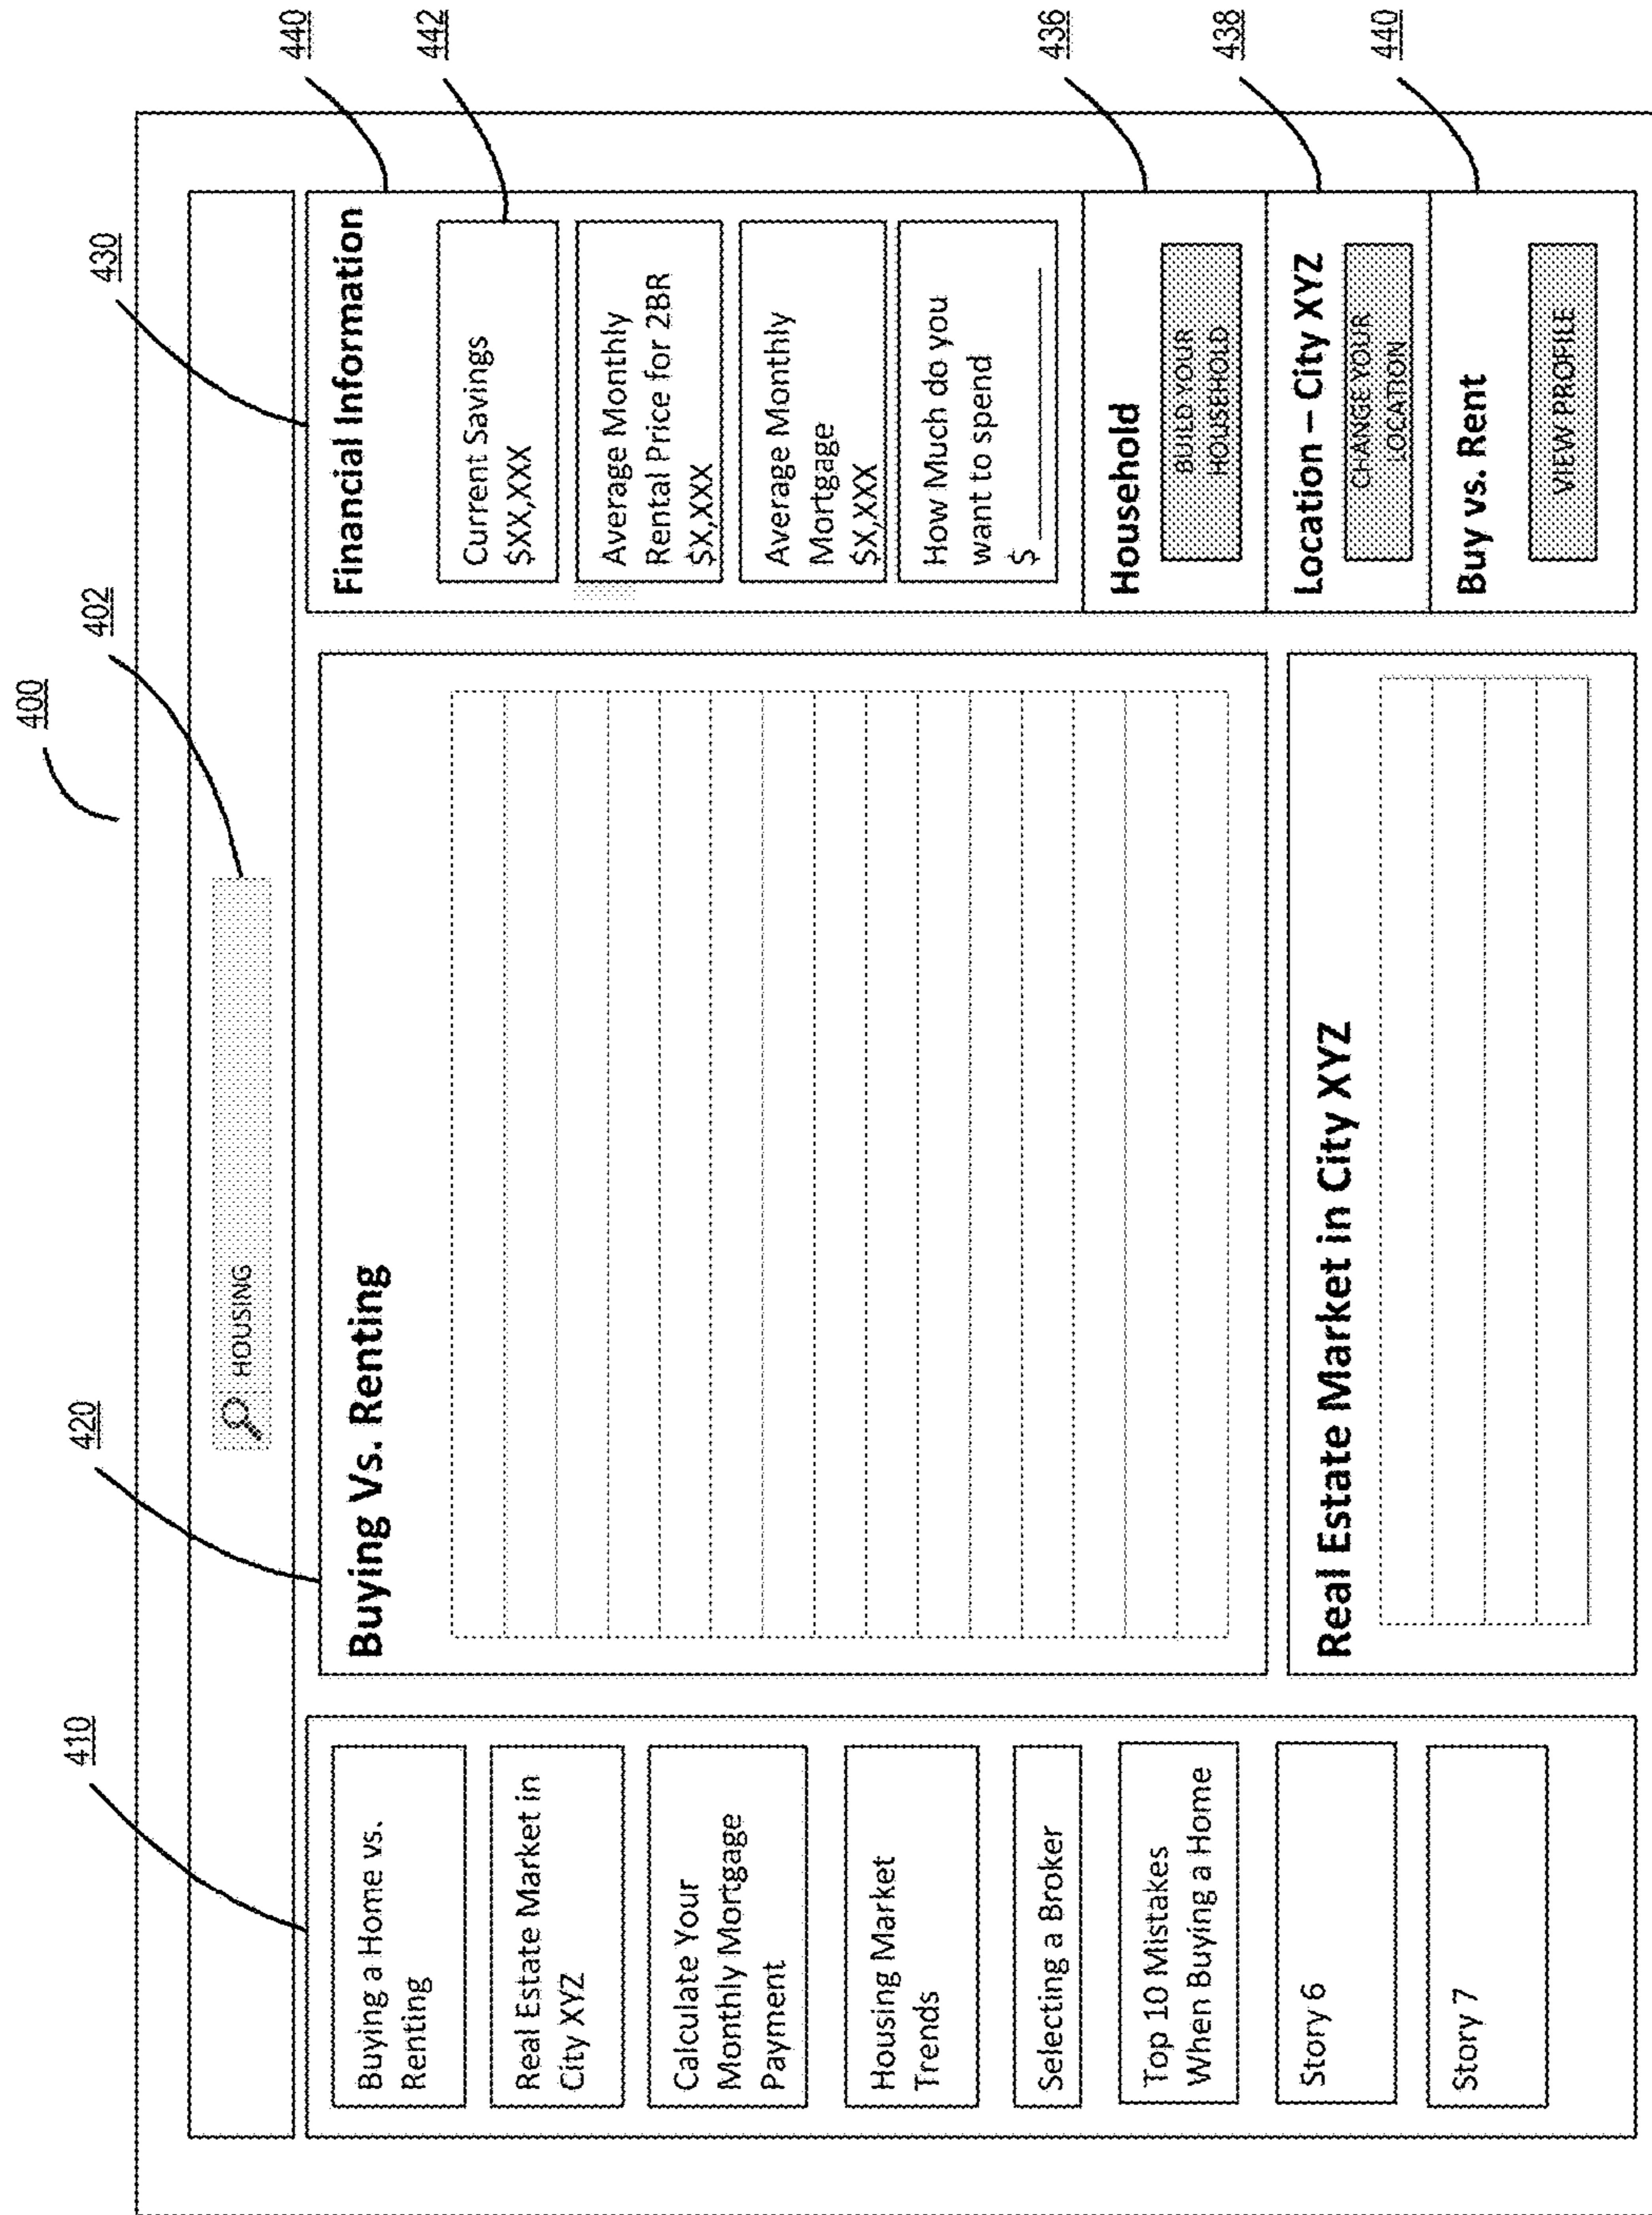 400
402
420
410
430
440
442
436
438
440
HOUSING
Buying a Home vs.
Renting
Real Estate Market in
City XYZ
Calculate Your
Monthly Mortgage
Payment
Housing Market
Trends
Selecting a Broker
Top 10 Mistakes
When Buying a Home
Story 6
Story 7
Buying Vs. Renting
Real Estate Market in City XYZ
Financial Information
Current Savings
$XX,XXX
Average Monthly
Rental Price for 2BR
$X,XXX
Average Monthly
Mortgage
$X,XXX
How Much do you
want to spend
$
Household
BUILD YOUR
HOUSEHOLD
Location – City XYZ
CHANGE YOUR
LOCATION
Buy vs. Rent
VIEW PROFILE